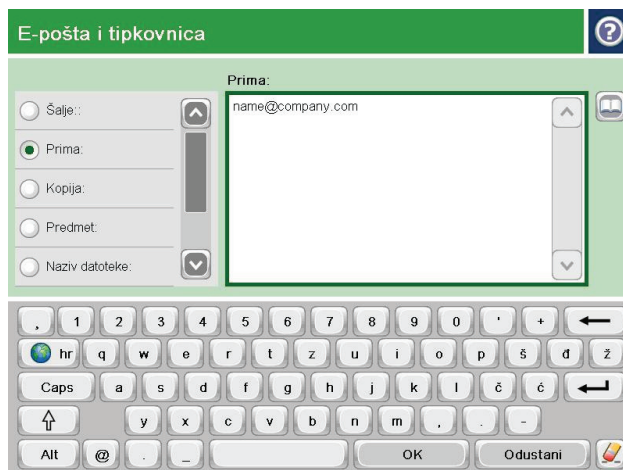 E-pošta i tipkovnica
Prima:
Šalje::
name@company.com
Prima:
Kopija:
Predmet:
Naziv datoteke:
¸ 1 2 3 4 5 6 7 8 9 0 ' +
hr q w e r t z u i o p š đ ž
Caps a s d f g h j k l č ć
y x c v b n m , . -
Alt @ . _ OK Odustani